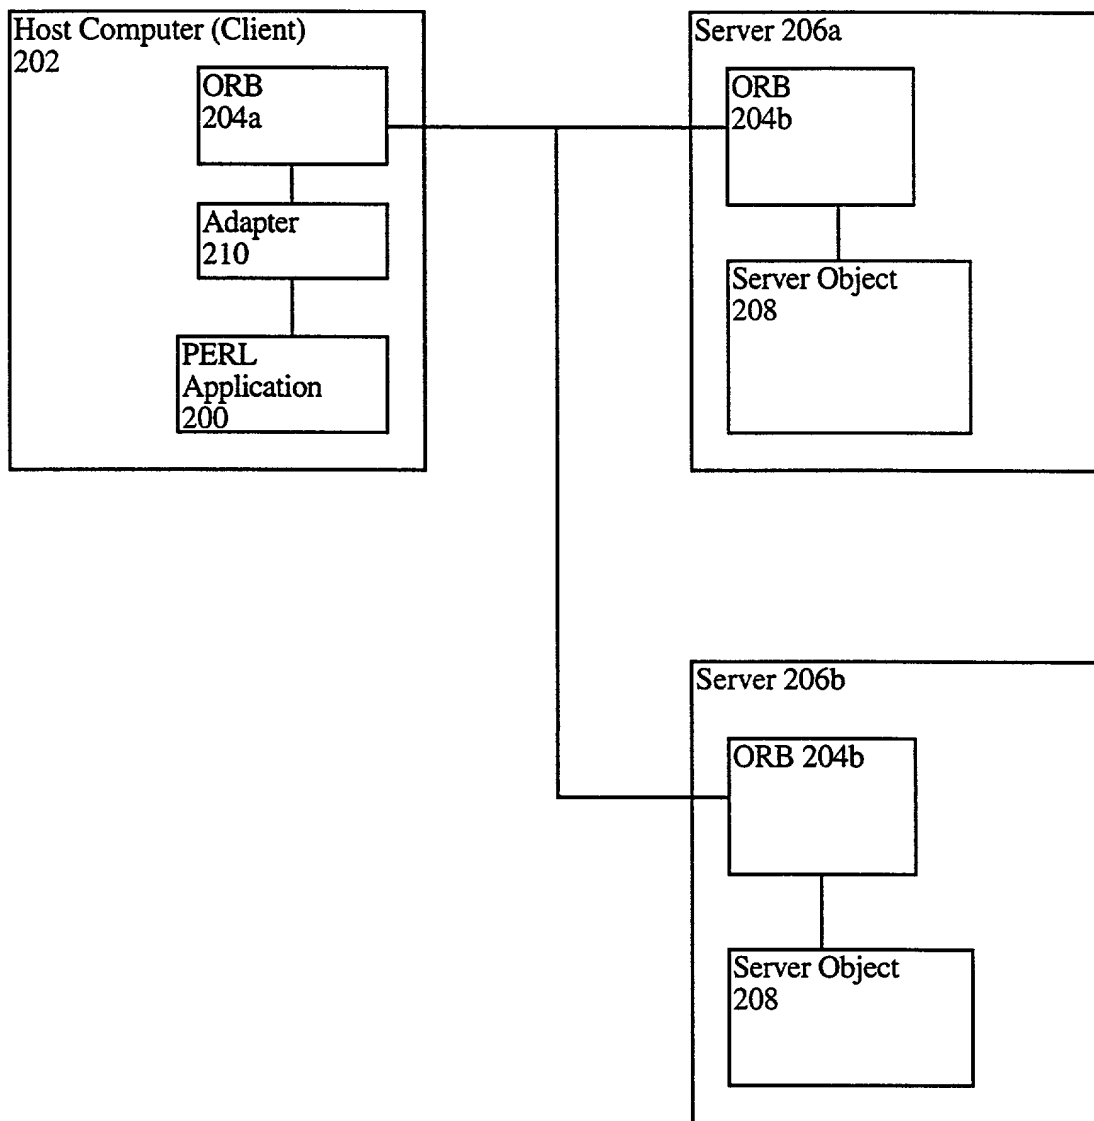 Host Computer (Client)
202
ORB
204a
Adapter
210
PERL
Application
200
Server 206a
ORB
204b
Server Object
208
Server 206b
ORB 204b
Server Object
208